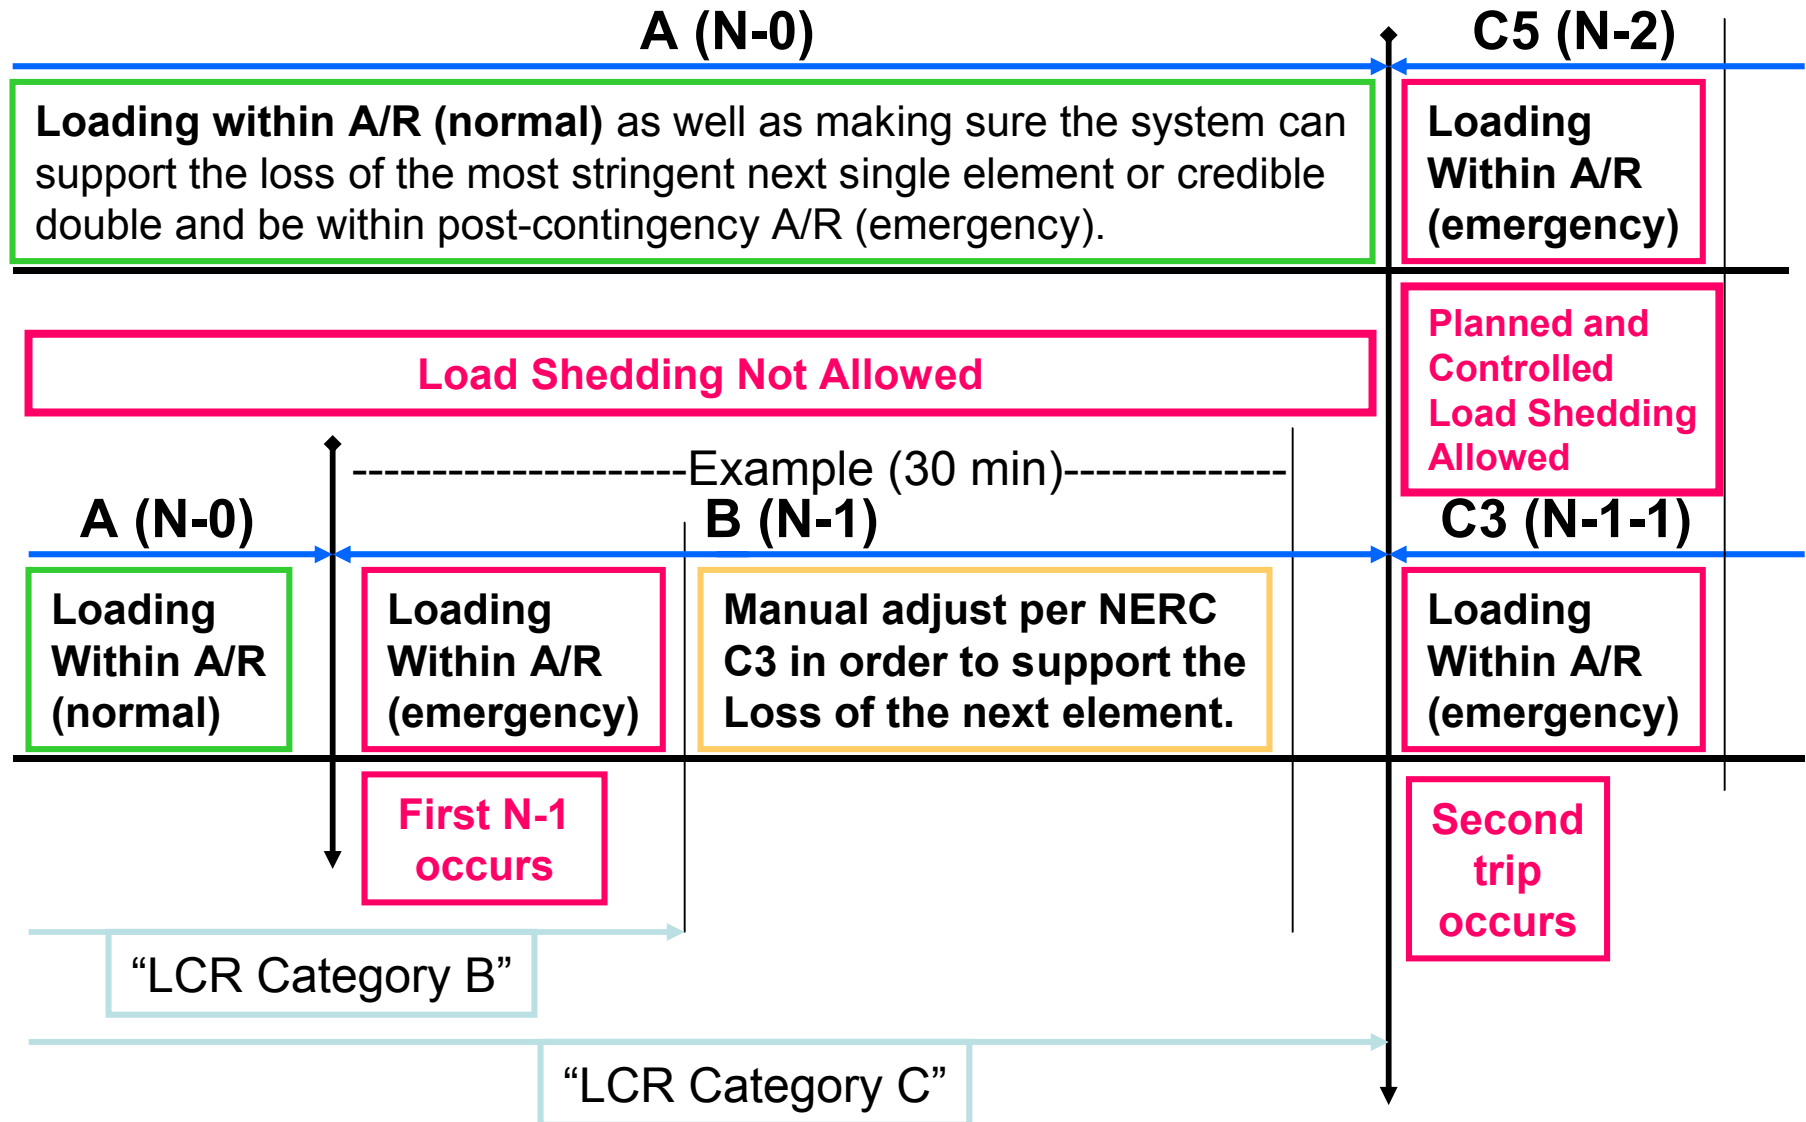 A (N-0)
C5 (N-2)
Loading within A/R (normal) as well as making sure the system can
support the loss of the most stringent next single element or credible
double and be within post-contingency A/R (emergency).
Loading
Within A/R
(emergency)
Load Shedding Not Allowed
Planned and
Controlled
Load Shedding
Allowed
---------------------Example (30 min)--------------
A (N-0)
B (N-1)
C3 (N-1-1)
Loading
Within A/R
(normal)
Loading
Within A/R
(emergency)
Manual adjust per NERC
C3 in order to support the
Loss of the next element.
Loading
Within A/R
(emergency)
First N-1
occurs
Second
trip
occurs
“LCR Category B”
“LCR Category C”